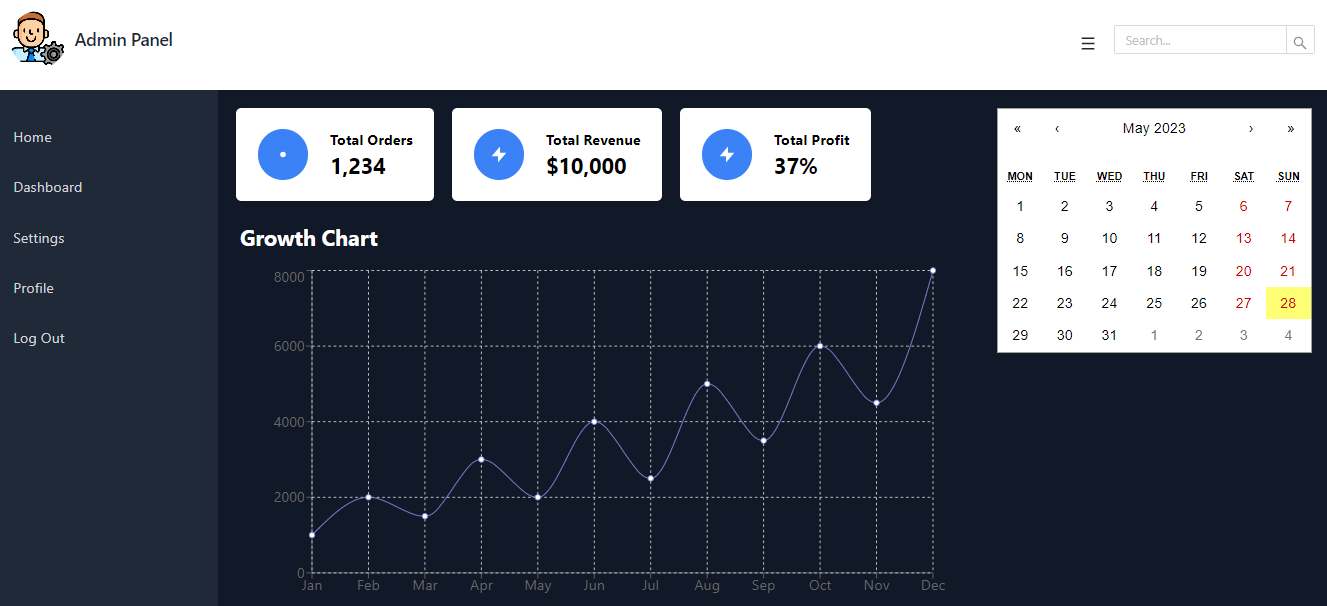 Admin Panel
Search...
Home
Dashboard
Settings
Profile
Log Out
Total Orders
1,234
Total Revenue
$10,000
Total Profit
37%
Growth Chart
8000
6000
4000
2000
0
Jan Feb Mar Apr May Jun Jul Aug Sep Oct Nov Dec
« ‹ May 2023 › »
MON TUE WED THU FRI SAT SUN
1 2 3 4 5 6 7
8 9 10 11 12 13 14
15 16 17 18 19 20 21
22 23 24 25 26 27 28
29 30 31 1 2 3 4